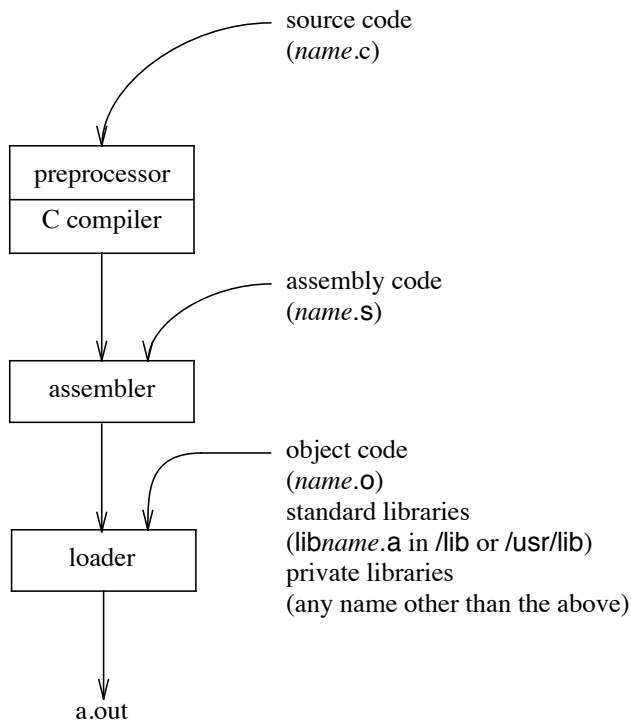 source code
(name.c)
preprocessor
C compiler
assembly code
(name.s)
assembler
object code
(name.o)
standard libraries
(libname.a in /lib or /usr/lib)
loader
private libraries
(any name other than the above)
a.out